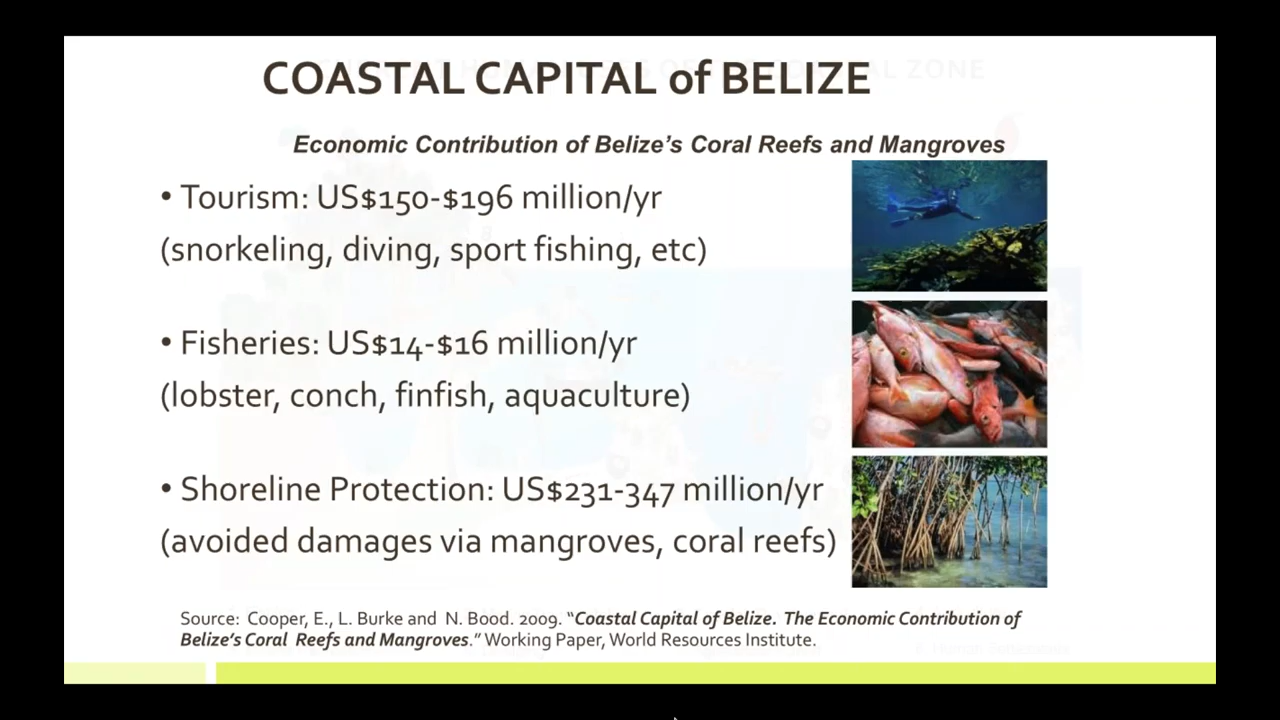 COASTAL CAPITAL of BELIZE
Economic Contribution of Belize's Coral Reefs and Mangroves
• Tourism: US$150-$196 million/yr
(snorkeling, diving, sport fishing, etc)
• Fisheries: US$14-$16 million/yr
(lobster, conch, finfish, aquaculture)
• Shoreline Protection: US$231-347 million/yr
(avoided damages via mangroves, coral reefs)
Source: Cooper, E., L. Burke and N. Bood. 2009. “Coastal Capital of Belize. The Economic Contribution of
Belize's Coral Reefs and Mangroves.” Working Paper, World Resources Institute.